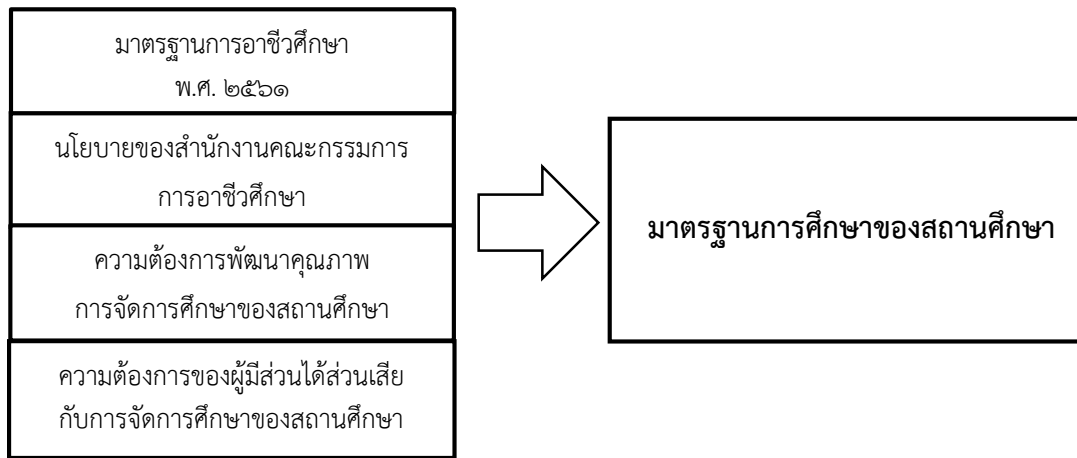 มาตรฐานการอาชีวศึกษา
พ.ศ. ๒๕๖๑
นโยบายของสำนักงานคณะกรรมการ
การอาชีวศึกษา
ความต้องการพัฒนาคุณภาพ
การจัดการศึกษาของสถานศึกษา
ความต้องการของผู้มีส่วนได้ส่วนเสีย
กับการจัดการศึกษาของสถานศึกษา
มาตรฐานการศึกษาของสถานศึกษา